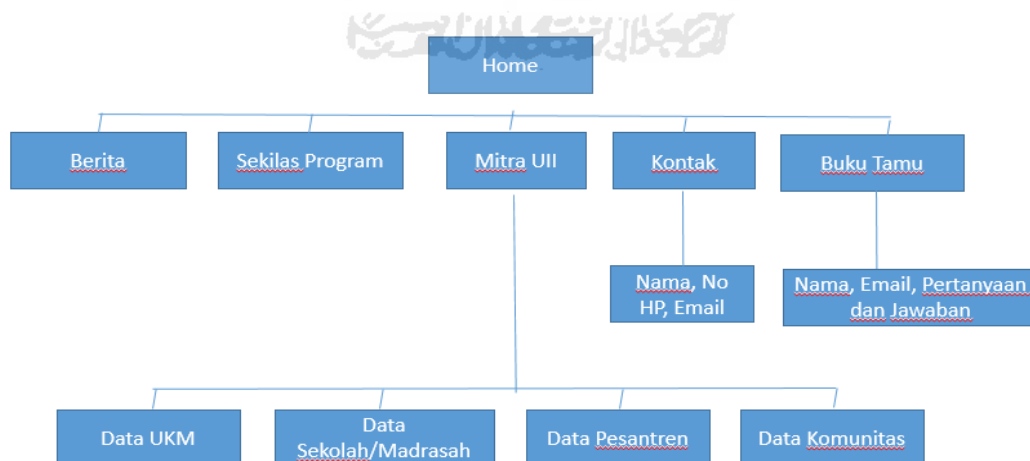 Home
Berita
Sekilas Program
Mitra UII
Kontak
Buku Tamu
Nama, No
HP, Email
Nama, Email, Pertanyaan
dan Jawaban
Data UKM
Data
Sekolah/Madrasah
Data Pesantren
Data Komunitas